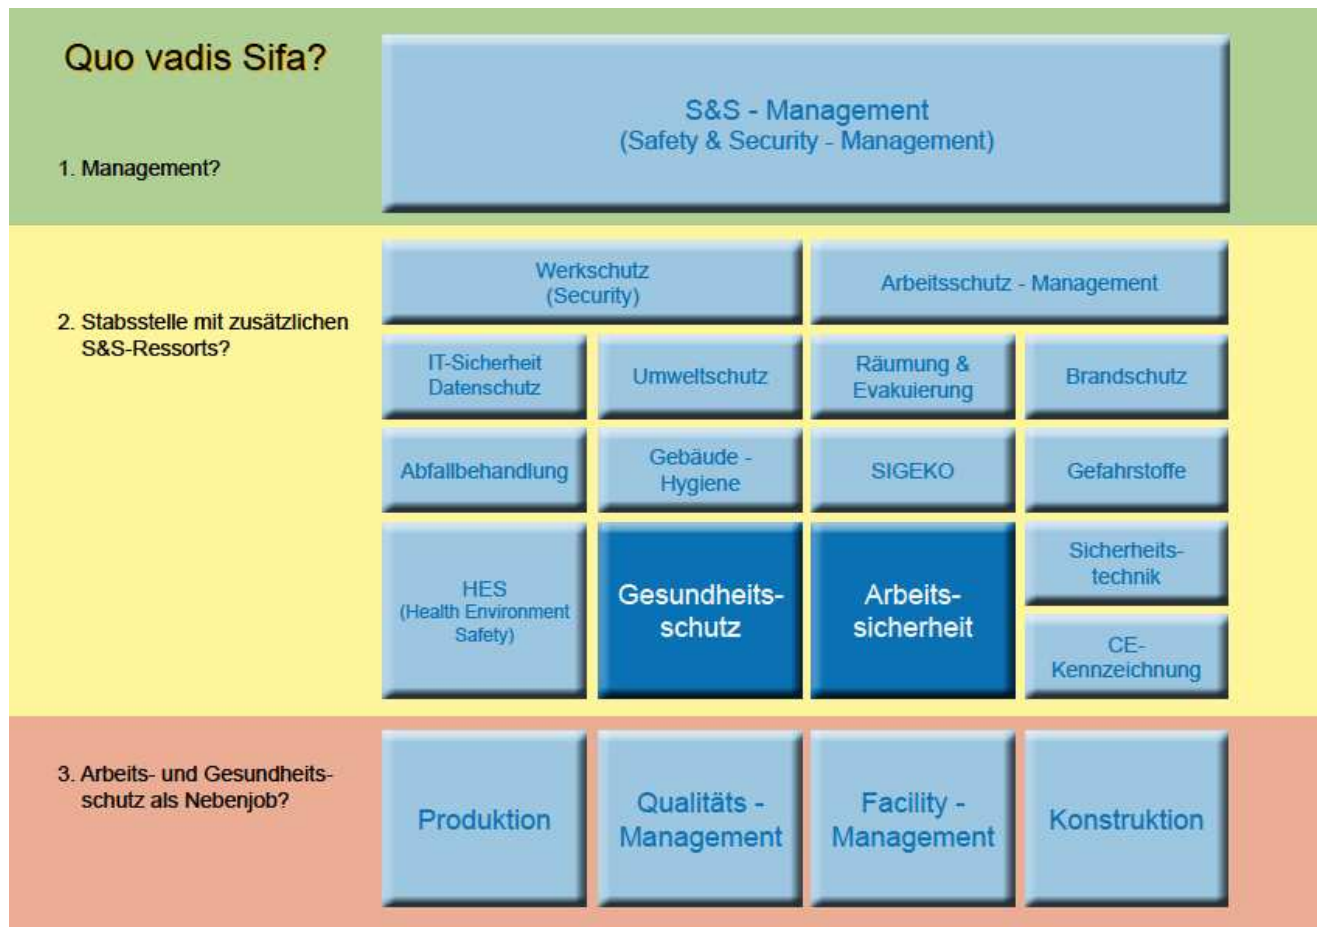 Quo vadis Sifa?
S&S - Management
(Safety & Security - Management)
1. Management?
Werkschutz
(Security)
Arbeitsschutz - Management
2. Stabsstelle mit zusätzlichen
S&S-Ressorts?
IT-Sicherheit
Datenschutz
Umweltschutz
Räumung &
Evakuierung
Brandschutz
Abfallbehandlung
Gebäude -
Hygiene
SIGEKO
Gefahrstoffe
HES
(Health Environment
Safety)
Gesundheits-
schutz
Arbeits-
sicherheit
Sicherheits-
technik
CE-
Kennzeichnung
3. Arbeits- und Gesundheits-
schutz als Nebenjob?
Produktion
Qualitäts -
Management
Facility -
Management
Konstruktion